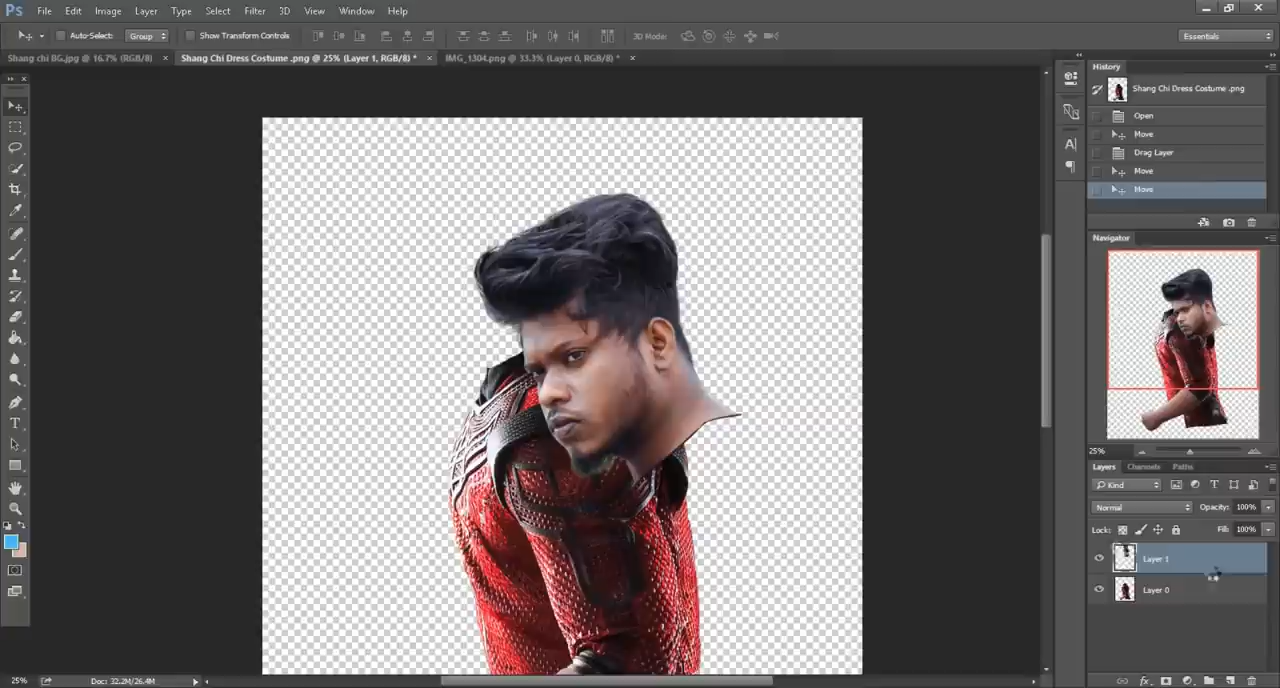 Ps File Edit Image Layer Type Select Filter 3D View Window Help
Auto-Select: Group Show Transform Controls 3D Mode: Essentials
Shang chi BG.jpg @ 16.7% (RGB/8) × Shang Chi Dress Costume .png @ 25% (Layer 1, RGB/8) * × IMG_1304.png @ 33.3% (Layer 0, RGB/8) * ×
History
Shang Chi Dress Costume .png
Open
Move
Drag Layer
Move
Move
Navigator
25%
Layers Channels Paths
Kind
Normal Opacity: 100%
Lock: Fill: 100%
Layer 1
Layer 0
25% Doc: 32.2M/26.4M